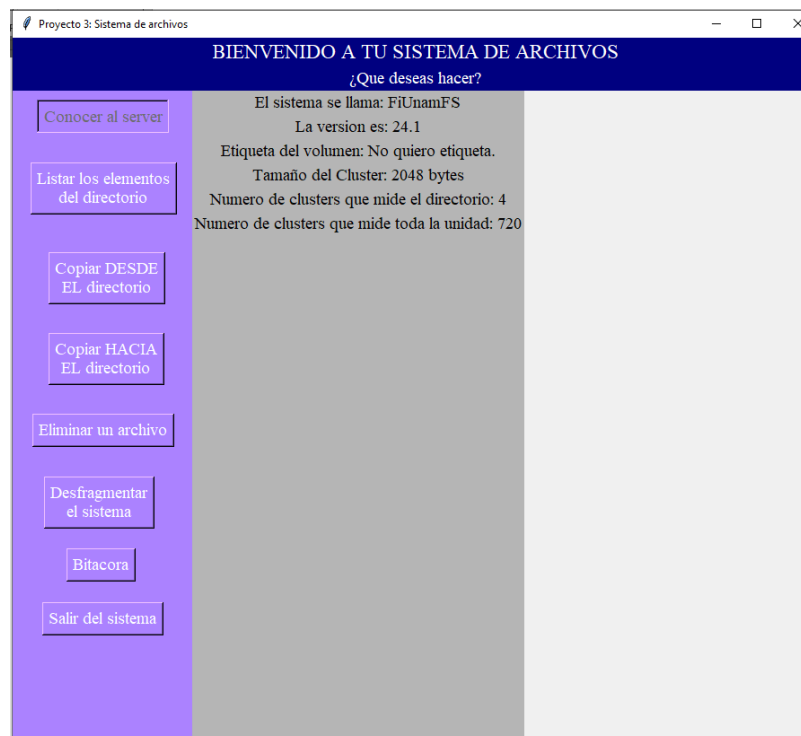 Proyecto 3: Sistema de archivos
BIENVENIDO A TU SISTEMA DE ARCHIVOS
¿Que deseas hacer?
Conocer al server
Listar los elementos
del directorio
Copiar DESDE
EL directorio
Copiar HACIA
EL directorio
Eliminar un archivo
Desfragmentar
el sistema
Bitacora
Salir del sistema
El sistema se llama: FiUnamFS
La version es: 24.1
Etiqueta del volumen: No quiero etiqueta.
Tamaño del Cluster: 2048 bytes
Numero de clusters que mide el directorio: 4
Numero de clusters que mide toda la unidad: 720